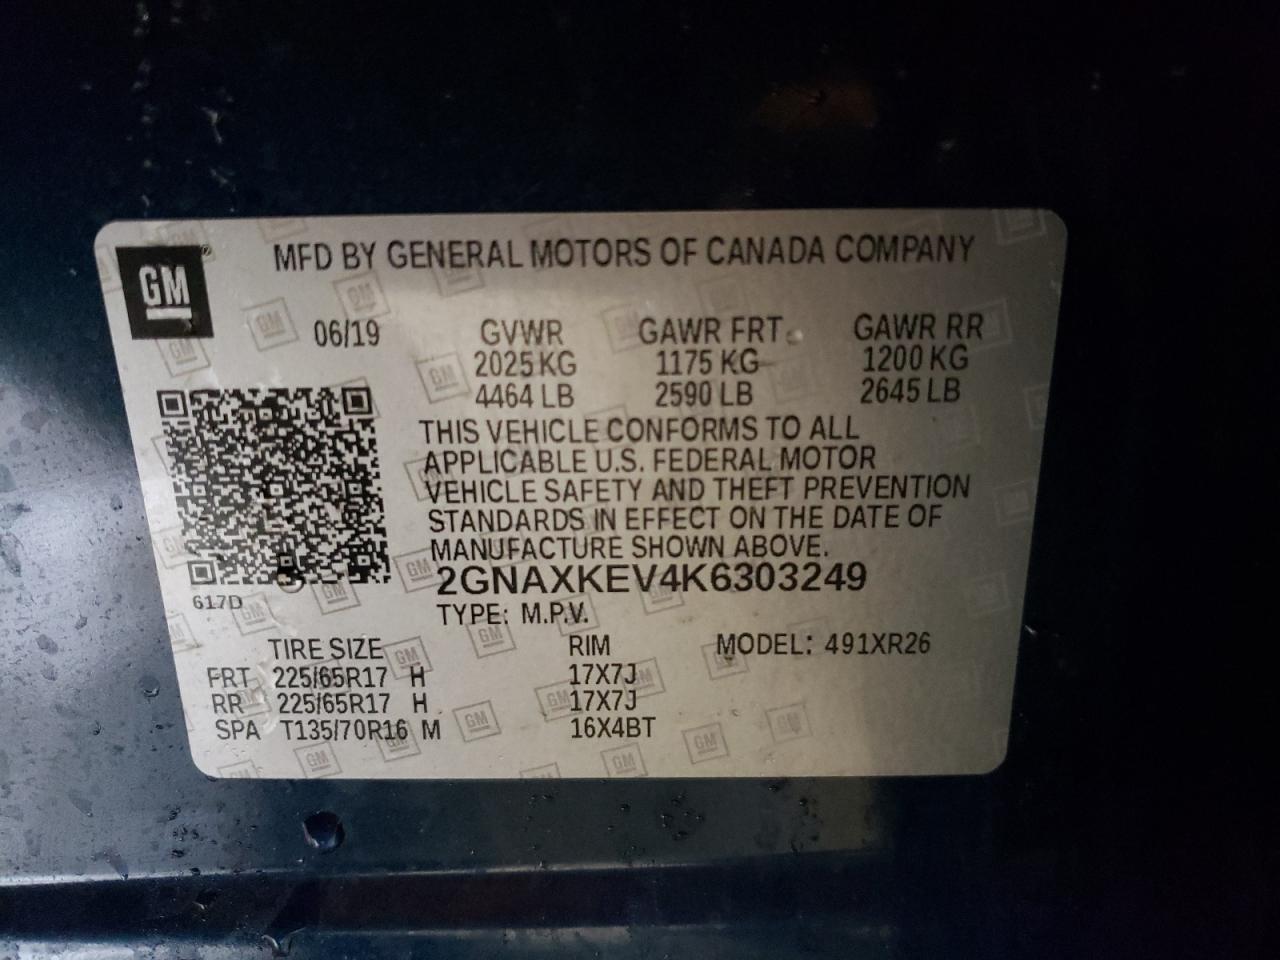 GM
MFD BY GENERAL MOTORS OF CANADA COMPANY
06/19 GVWR GAWR FRT GAWR RR
2025 KG 1175 KG 1200 KG
4464 LB 2590 LB 2645 LB
THIS VEHICLE CONFORMS TO ALL
APPLICABLE U.S. FEDERAL MOTOR
VEHICLE SAFETY AND THEFT PREVENTION
STANDARDS IN EFFECT ON THE DATE OF
MANUFACTURE SHOWN ABOVE.
2GNAXKEV4K6303249
617D
TYPE: M.P.V.
TIRE SIZE RIM MODEL: 491XR26
FRT 225/65R17 H 17X7J
RR 225/65R17 H 17X7J
SPA T135/70R16 M 16X4BT